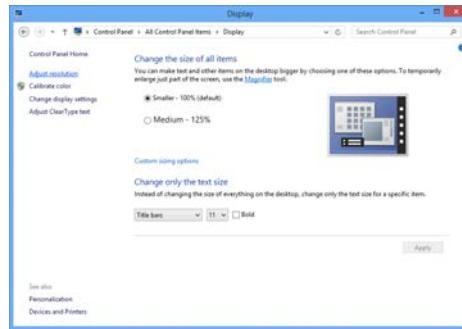 Display
Control Panel ▸ All Control Panel Items ▸ Display
Search Control Panel
Control Panel Home
Adjust resolution
Calibrate color
Change display settings
Adjust ClearType text
Change the size of all items
You can make text and other items on the desktop bigger by choosing one of these options. To temporarily
enlarge just part of the screen, use the Magnifier tool.
Smaller - 100% (default)
Medium - 125%
Custom sizing options
Change only the text size
Instead of changing the size of everything on the desktop, change only the text size for a specific item.
Title bars 11 Bold
Apply
See also
Personalization
Devices and Printers